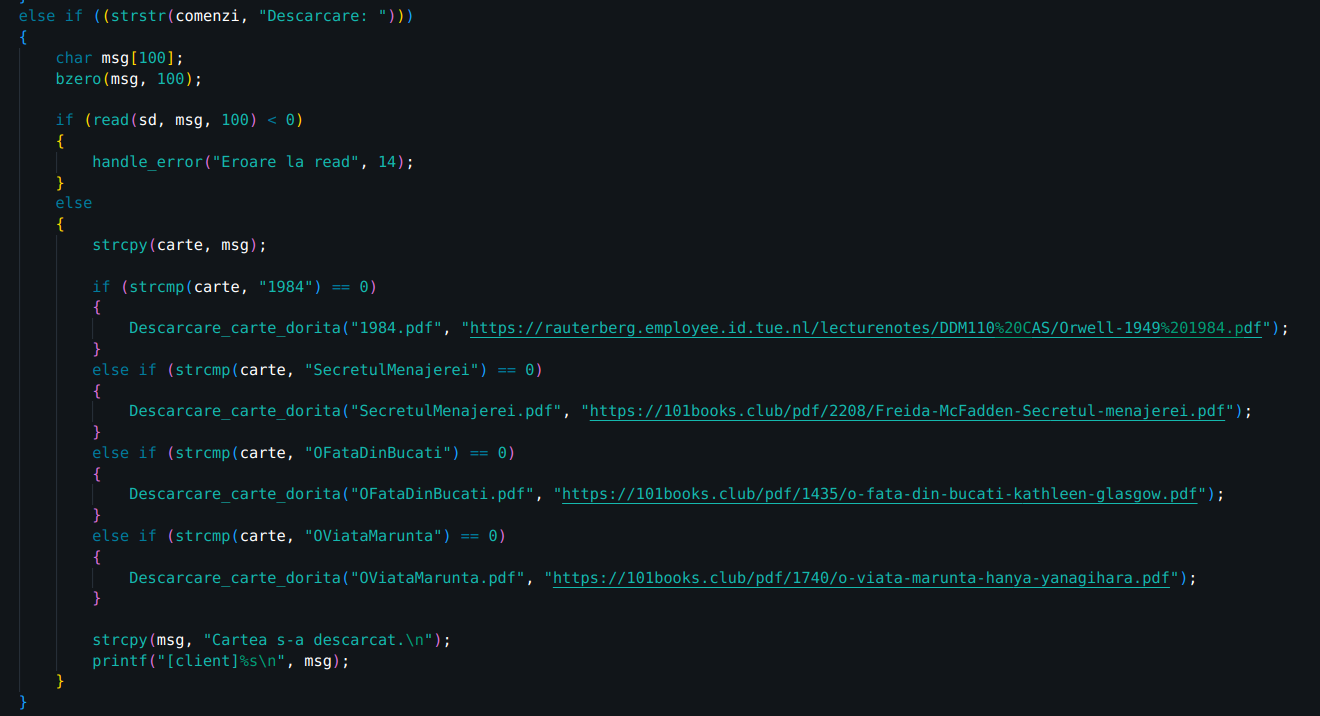 else if ((strstr(comenzi, "Descarcare: ")))
{
char msg[100];
bzero(msg, 100);
if (read(sd, msg, 100) < 0)
{
handle_error("Eroare la read", 14);
}
else
{
strcpy(carte, msg);
if (strcmp(carte, "1984") == 0)
{
Descarcare_carte_dorita("1984.pdf", "https://rauterberg.employee.id.tue.nl/lecturenotes/DDM110%20CAS/Orwell-1949%201984.pdf");
}
else if (strcmp(carte, "SecretulMenajerei") == 0)
{
Descarcare_carte_dorita("SecretulMenajerei.pdf", "https://101books.club/pdf/2208/Freida-McFadden-Secretul-menajerei.pdf");
}
else if (strcmp(carte, "OFataDinBucati") == 0)
{
Descarcare_carte_dorita("OFataDinBucati.pdf", "https://101books.club/pdf/1435/o-fata-din-bucati-kathleen-glasgow.pdf");
}
else if (strcmp(carte, "OViataMarunta") == 0)
{
Descarcare_carte_dorita("OViataMarunta.pdf", "https://101books.club/pdf/1740/o-viata-marunta-hanya-yanagihara.pdf");
}
strcpy(msg, "Cartea s-a descarcat.\n");
printf("[client]%s\n", msg);
}
}